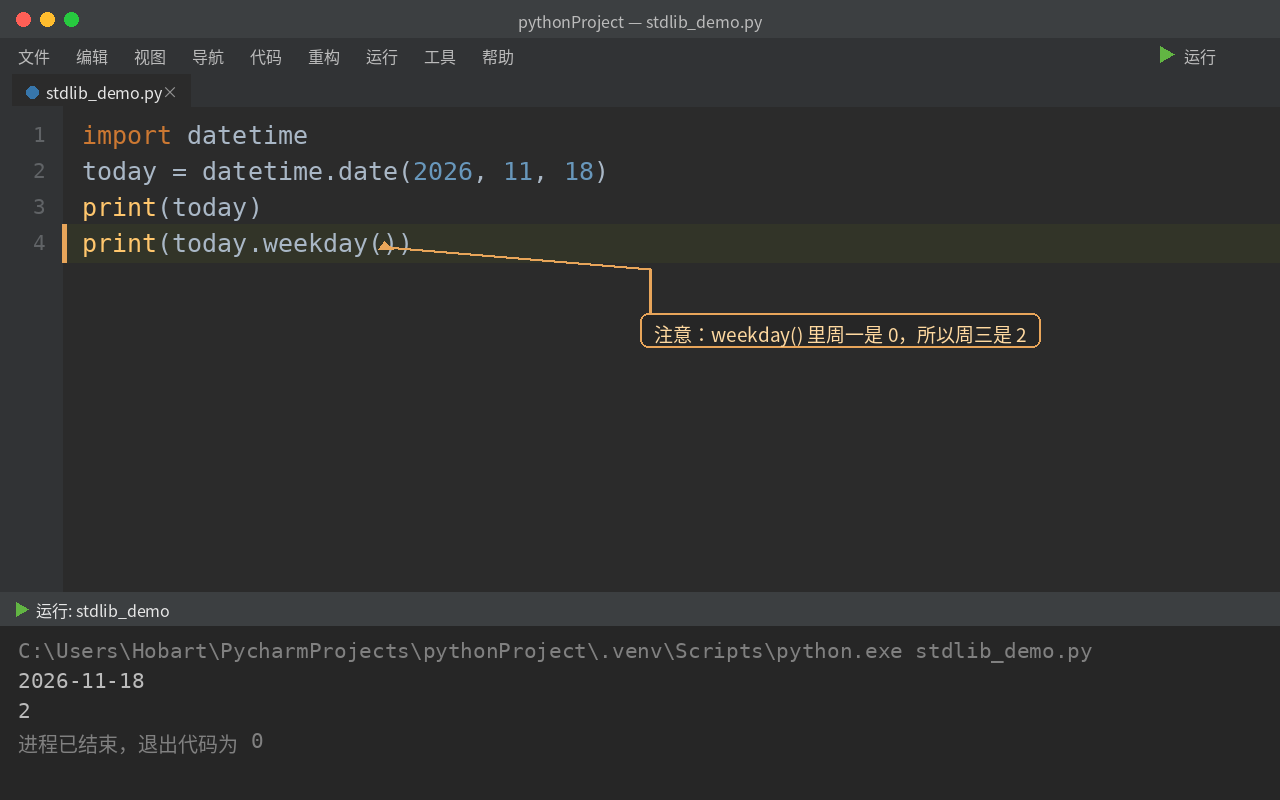 pythonProject — stdlib_demo.py
文件 编辑 视图 导航 代码 重构 运行 工具 帮助 运行
stdlib_demo.py×
1 import datetime
2 today = datetime.date(2026, 11, 18)
3 print(today)
4 print(today.weekday())
注意：weekday() 里周一是 0，所以周三是 2
运行: stdlib_demo
C:\Users\Hobart\PycharmProjects\pythonProject\.venv\Scripts\python.exe stdlib_demo.py
2026-11-18
2
进程已结束，退出代码为 0